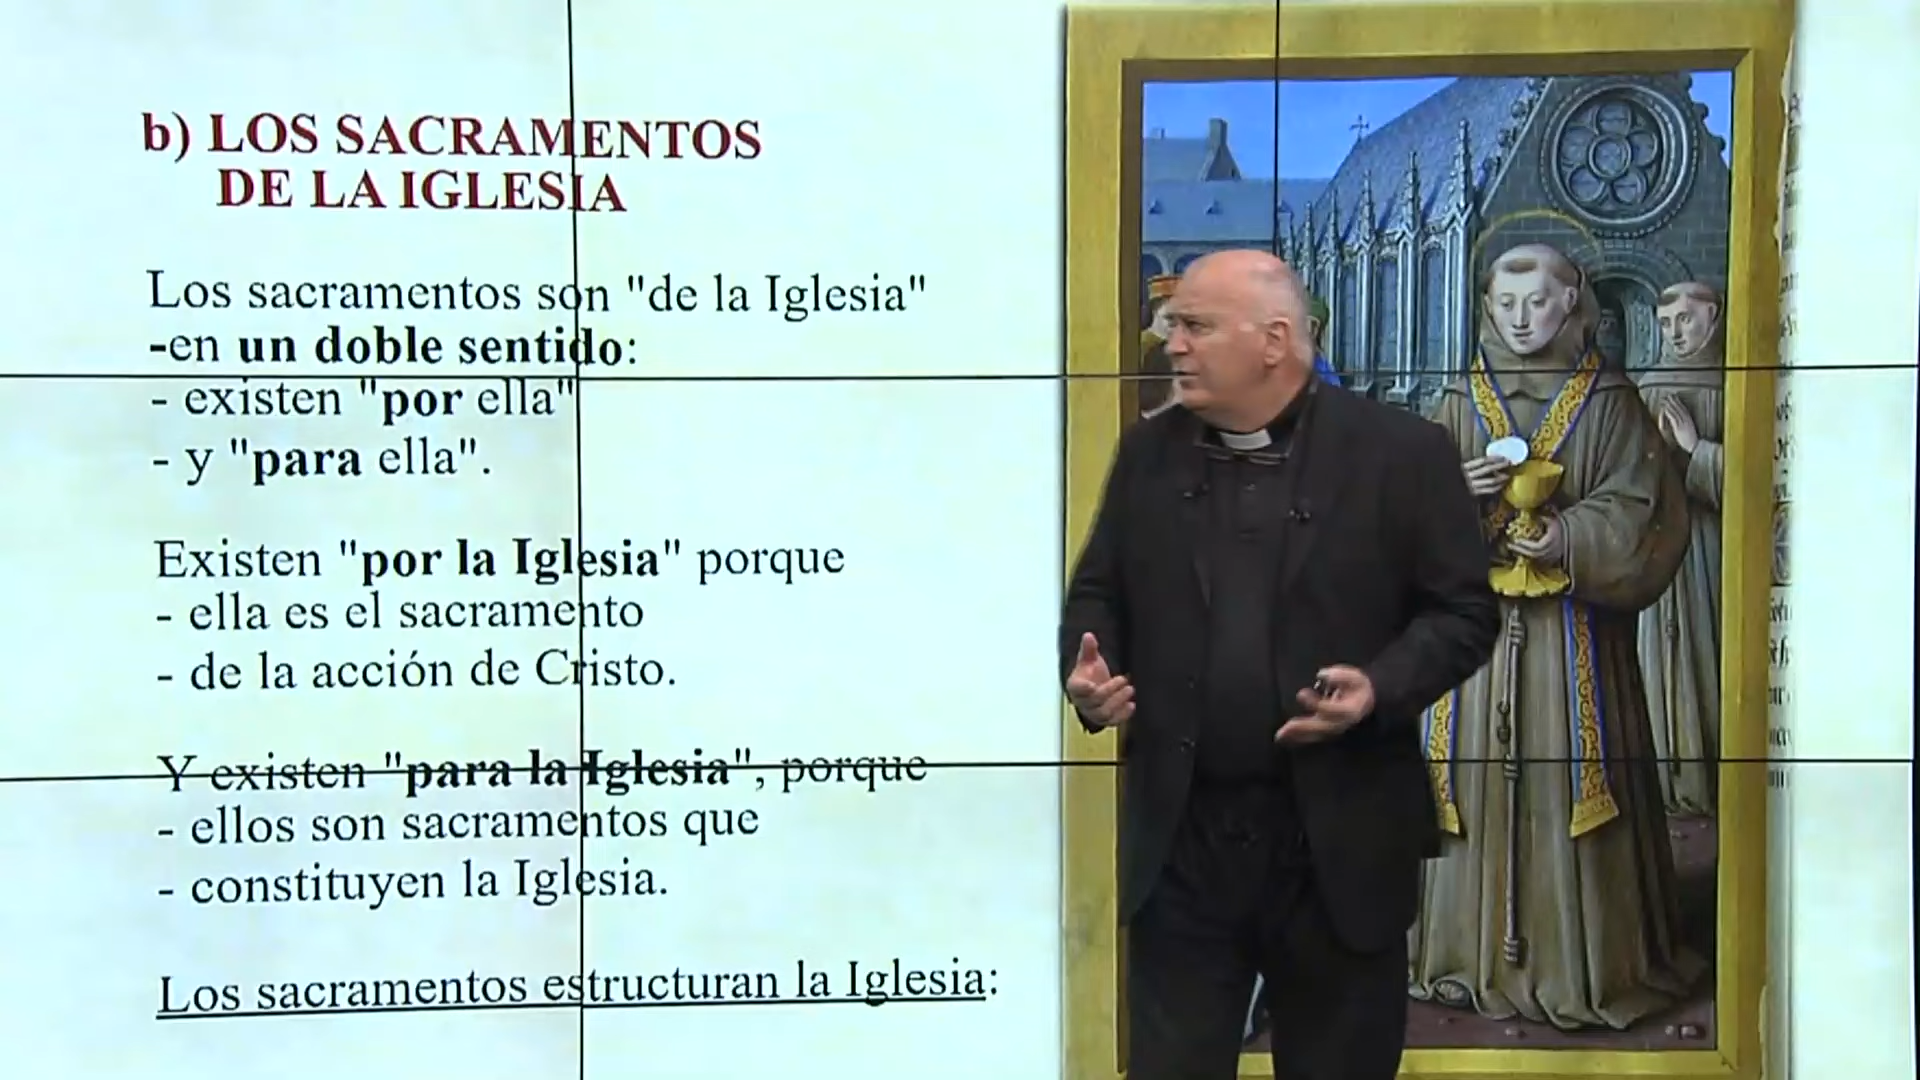 b) LOS SACRAMENTOS
DE LA IGLESIA
Los sacramentos son "de la Iglesia"
-en un doble sentido:
- existen "por ella"
- y "para ella".
Existen "por la Iglesia" porque
- ella es el sacramento
- de la acción de Cristo.
Y existen "para la Iglesia", porque
- ellos son sacramentos que
- constituyen la Iglesia.
Los sacramentos estructuran la Iglesia: